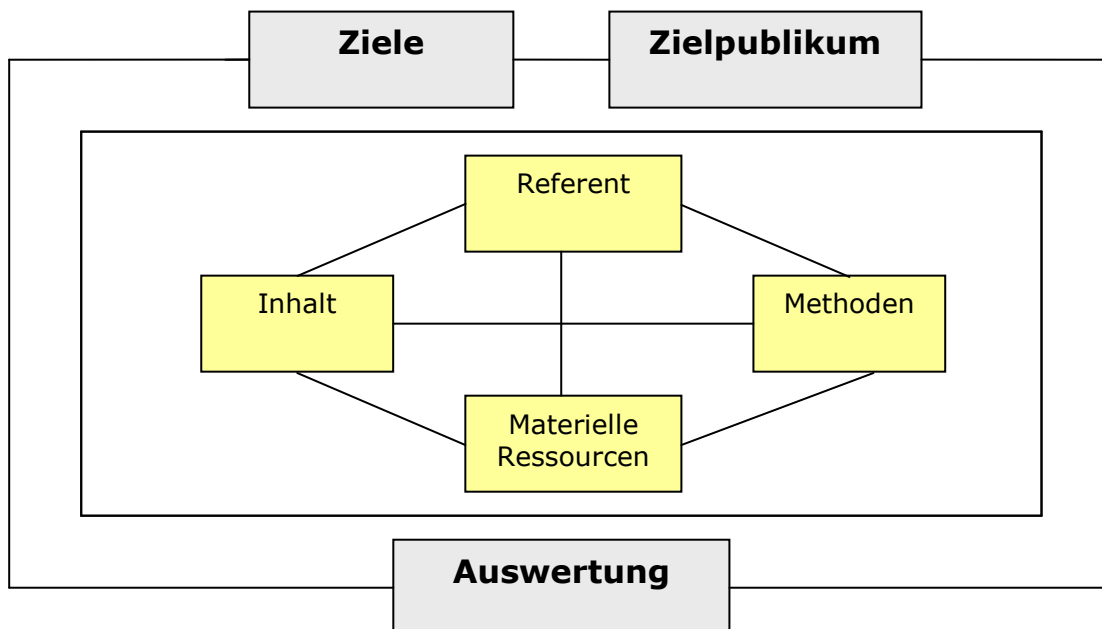 Ziele
Zielpublikum
Referent
Inhalt
Methoden
Materielle
Ressourcen
Auswertung